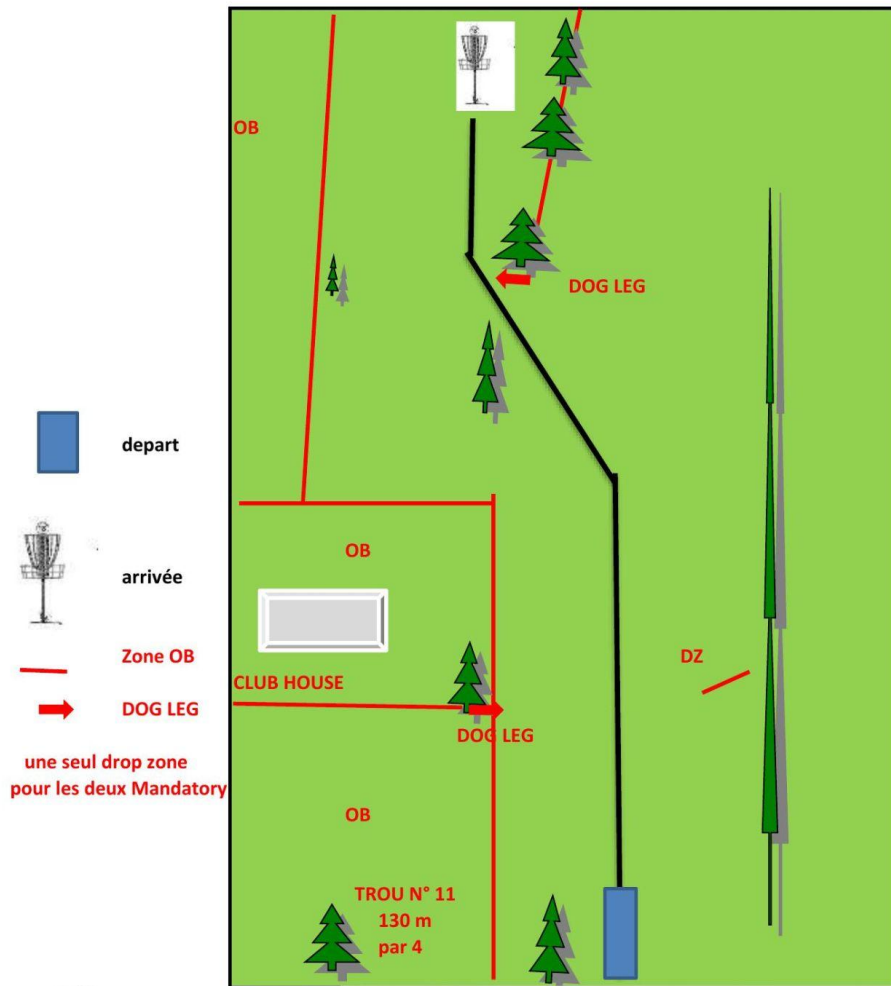 OB
DOG LEG
depart
OB
arrivée
Zone OB
DZ
CLUB HOUSE
DOG LEG
DOG LEG
une seul drop zone
pour les deux Mandatory
OB
TROU N° 11
130 m
par 4